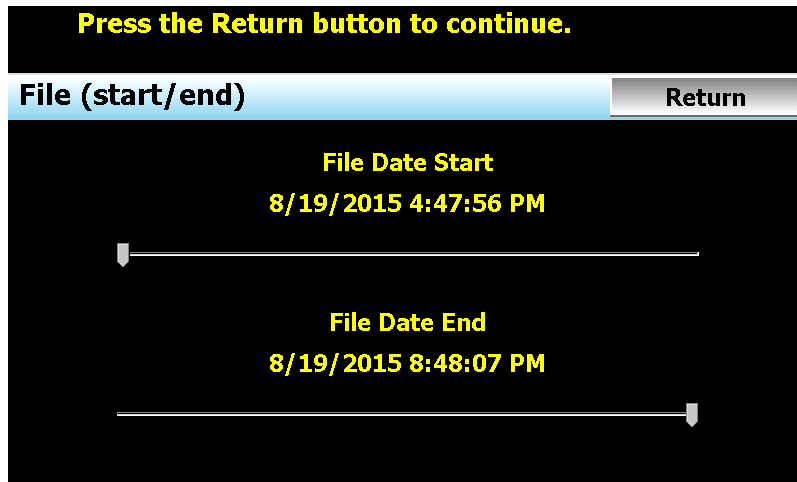 Press the Return button to continue.
File (start/end)
Return
File Date Start
8/19/2015 4:47:56 PM
File Date End
8/19/2015 8:48:07 PM